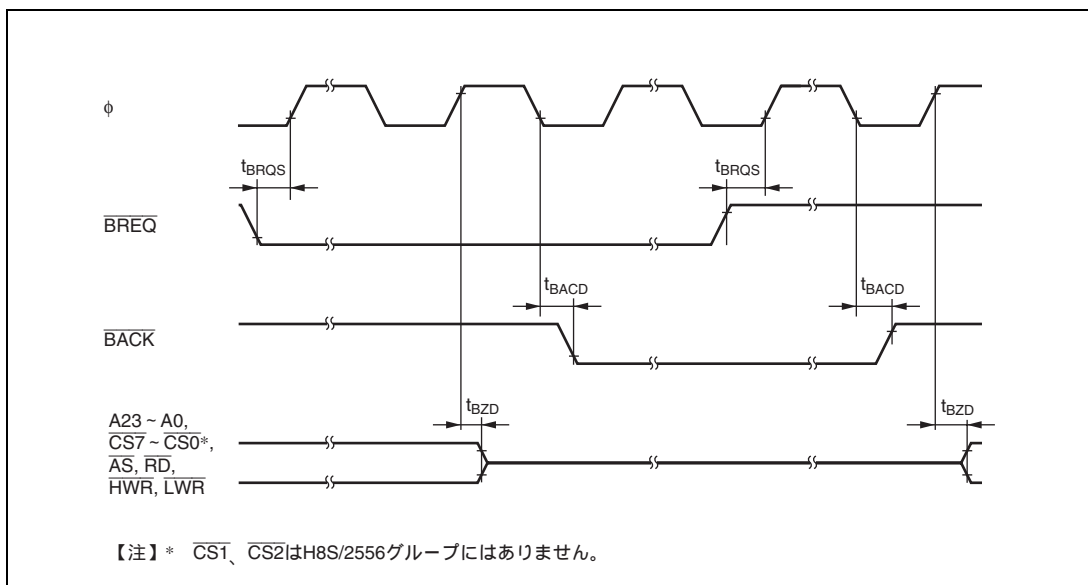 φ
tBRQS tBRQS
BREQ
tBACD tBACD
BACK
tBZD tBZD
A23 ~ A0,
CS7 ~ CS0*,
AS, RD,
HWR, LWR
【注】* CS1、CS2はH8S/2556グループにはありません。